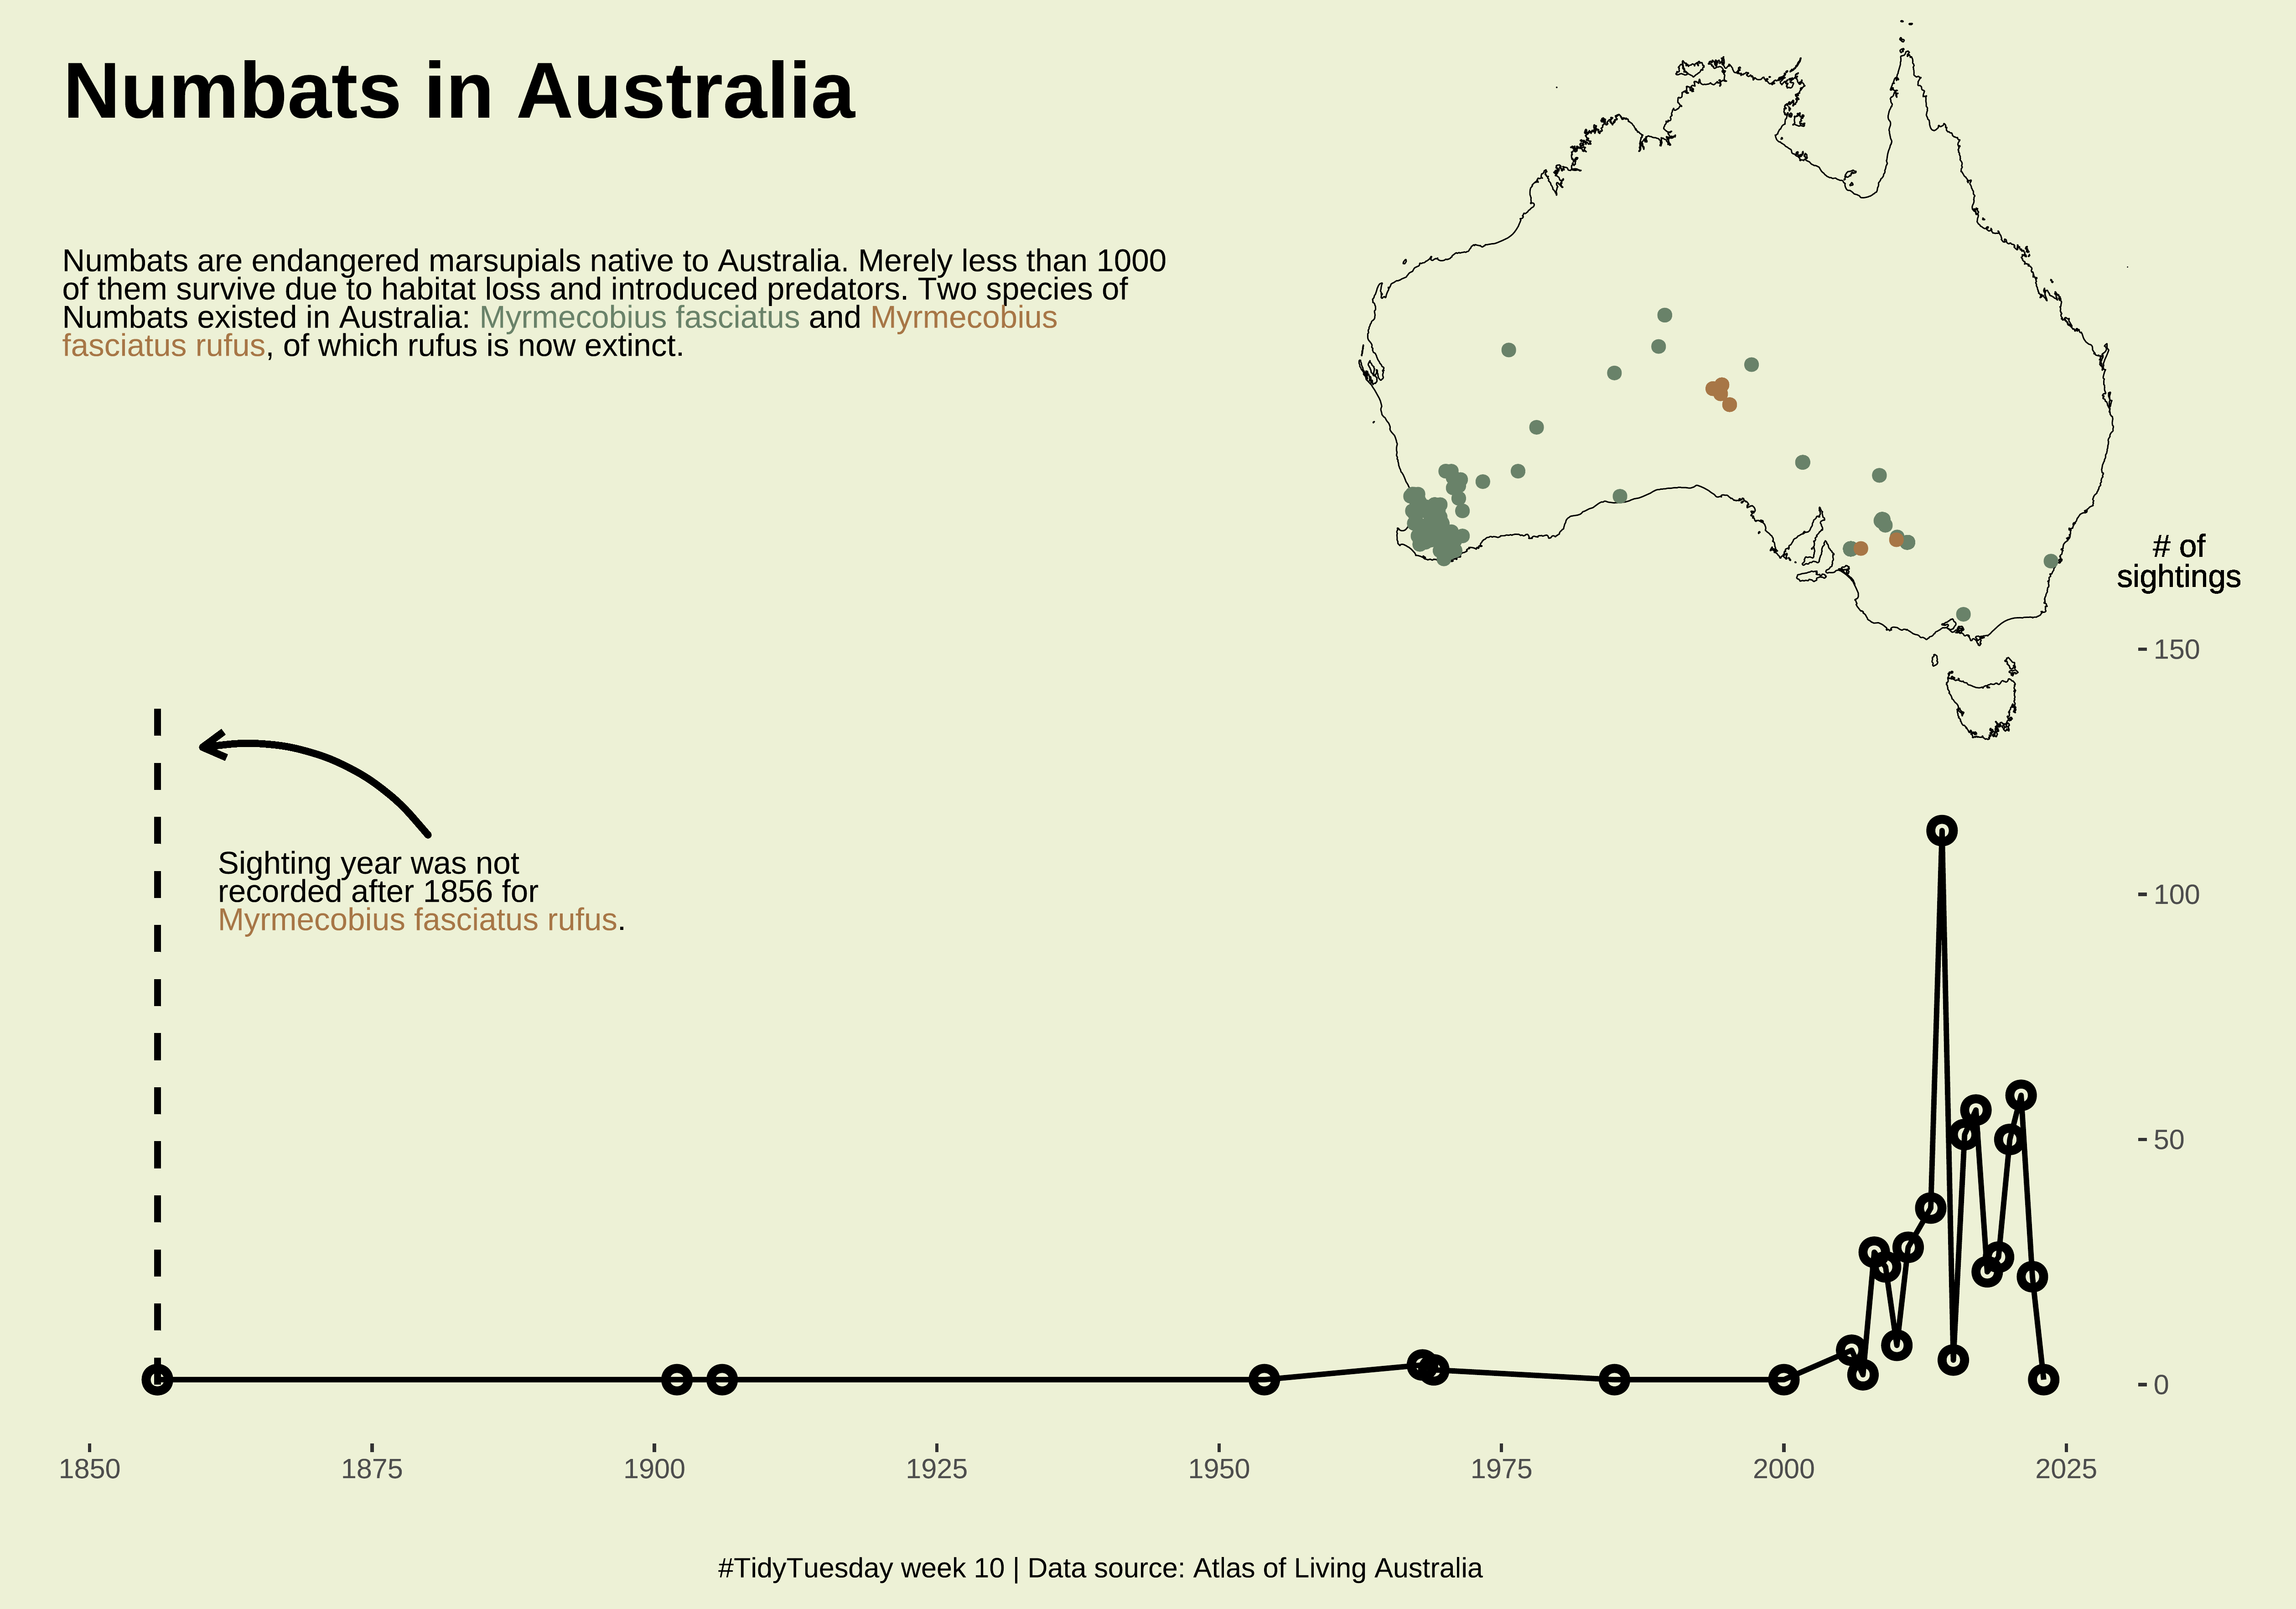 Numbats in Australia
Numbats are endangered marsupials native to Australia. Merely less than 1000
of them survive due to habitat loss and introduced predators. Two species of
Numbats existed in Australia: Myrmecobius fasciatus and Myrmecobius
fasciatus rufus, of which rufus is now extinct.
# of
sightings
150
100
50
0
Sighting year was not
recorded after 1856 for
Myrmecobius fasciatus rufus.
1850
1875
1900
1925
1950
1975
2000
2025
#TidyTuesday week 10 | Data source: Atlas of Living Australia